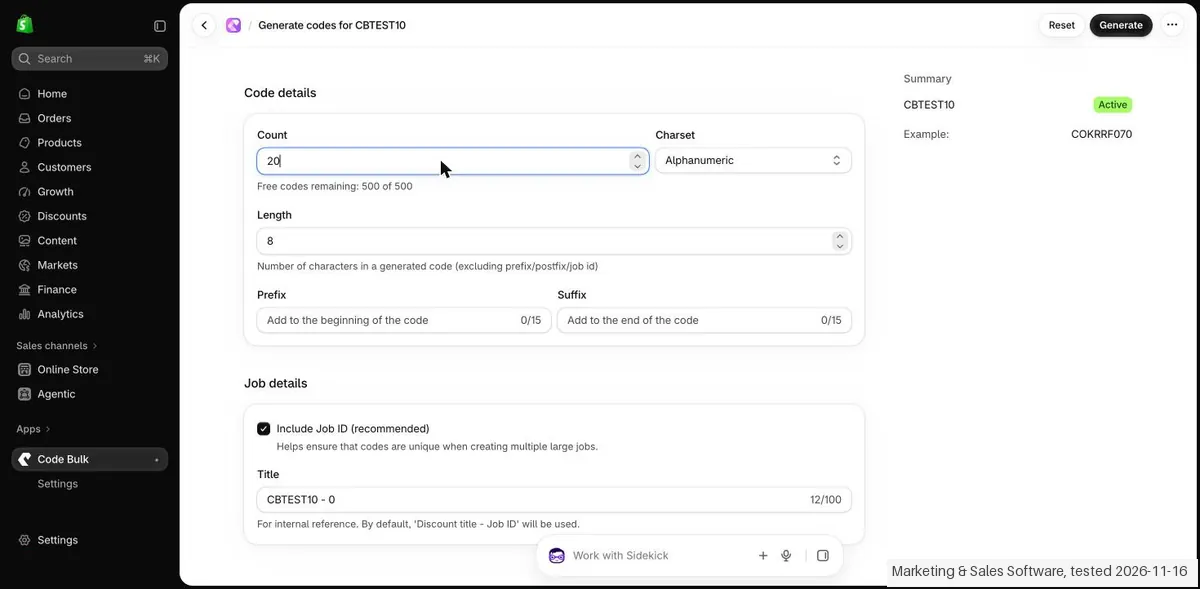 Search ⌘K
Home
Orders
Products
Customers
Growth
Discounts
Content
Markets
Finance
Analytics
Sales channels
Online Store
Agentic
Apps
Code Bulk
Settings
Settings
/ Generate codes for CBTEST10
Reset
Generate
Code details
Count
20
Free codes remaining: 500 of 500
Charset
Alphanumeric
Length
8
Number of characters in a generated code (excluding prefix/postfix/job id)
Prefix
Add to the beginning of the code 0/15
Suffix
Add to the end of the code 0/15
Job details
Include Job ID (recommended)
Helps ensure that codes are unique when creating multiple large jobs.
Title
CBTEST10 - 0 12/100
For internal reference. By default, 'Discount title - Job ID' will be used.
Work with Sidekick
Summary
CBTEST10 Active
Example: COKRRF070
Marketing & Sales Software, tested 2026-11-16